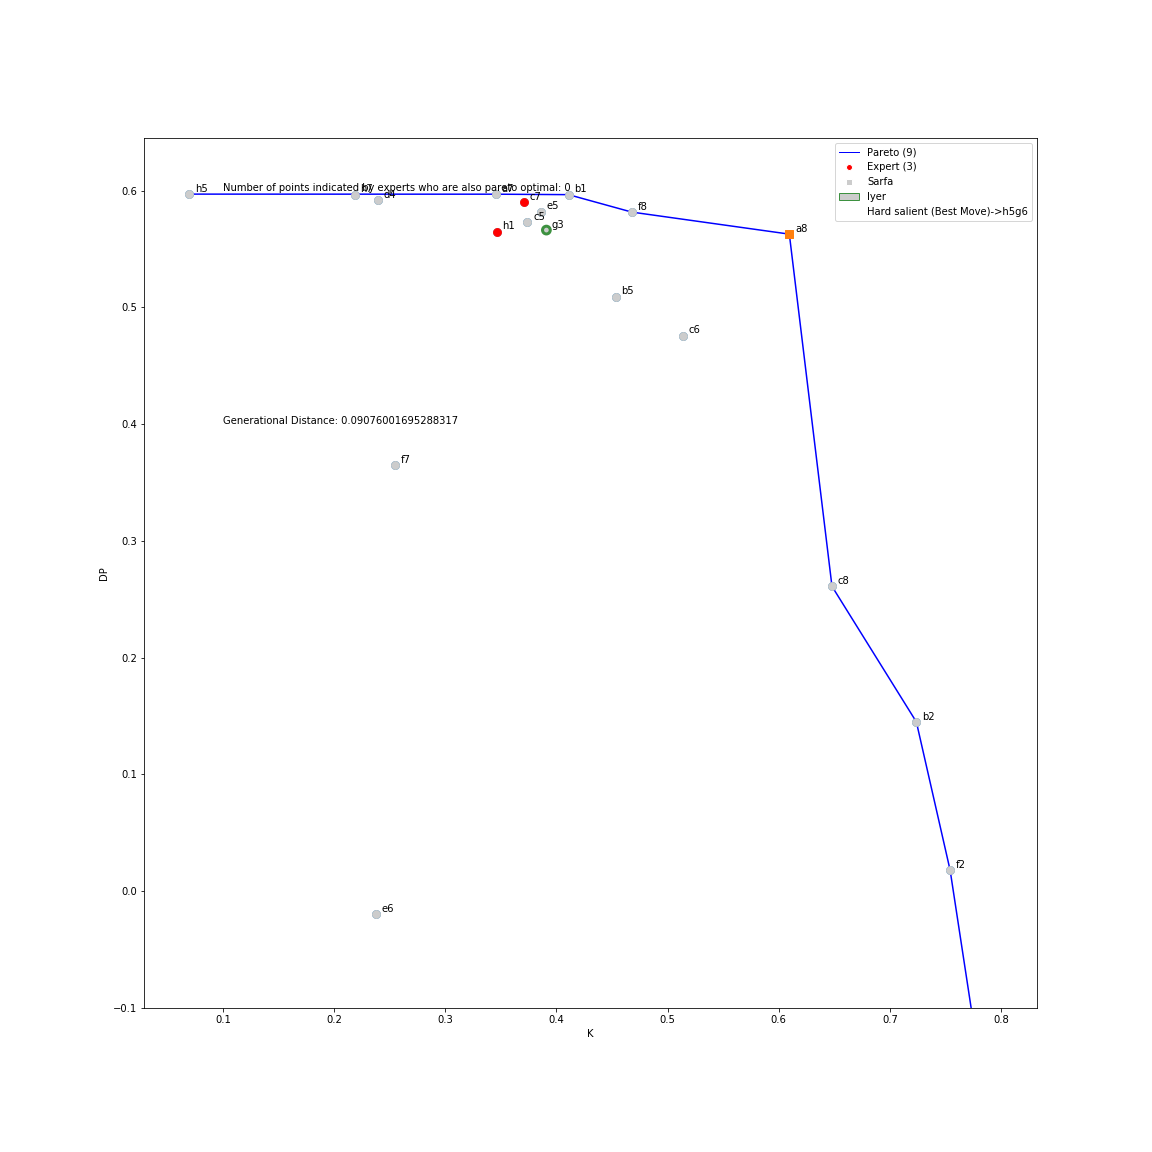 Pareto (9)
Expert (3)
Sarfa
Iyer
Hard salient (Best Move)->h5g6
0.6
0.5
0.4
0.3
0.2
0.1
0.0
−0.1
DP
h5
Number of points indicated by experts who are also pareto optimal: 0
b1
d4
c7
e5
f8
c5
h1
g3
a8
b5
c6
Generational Distance: 0.09076001695288317
f7
c8
b2
f2
e6
0.1
0.2
0.3
0.4
0.5
0.6
0.7
0.8
K